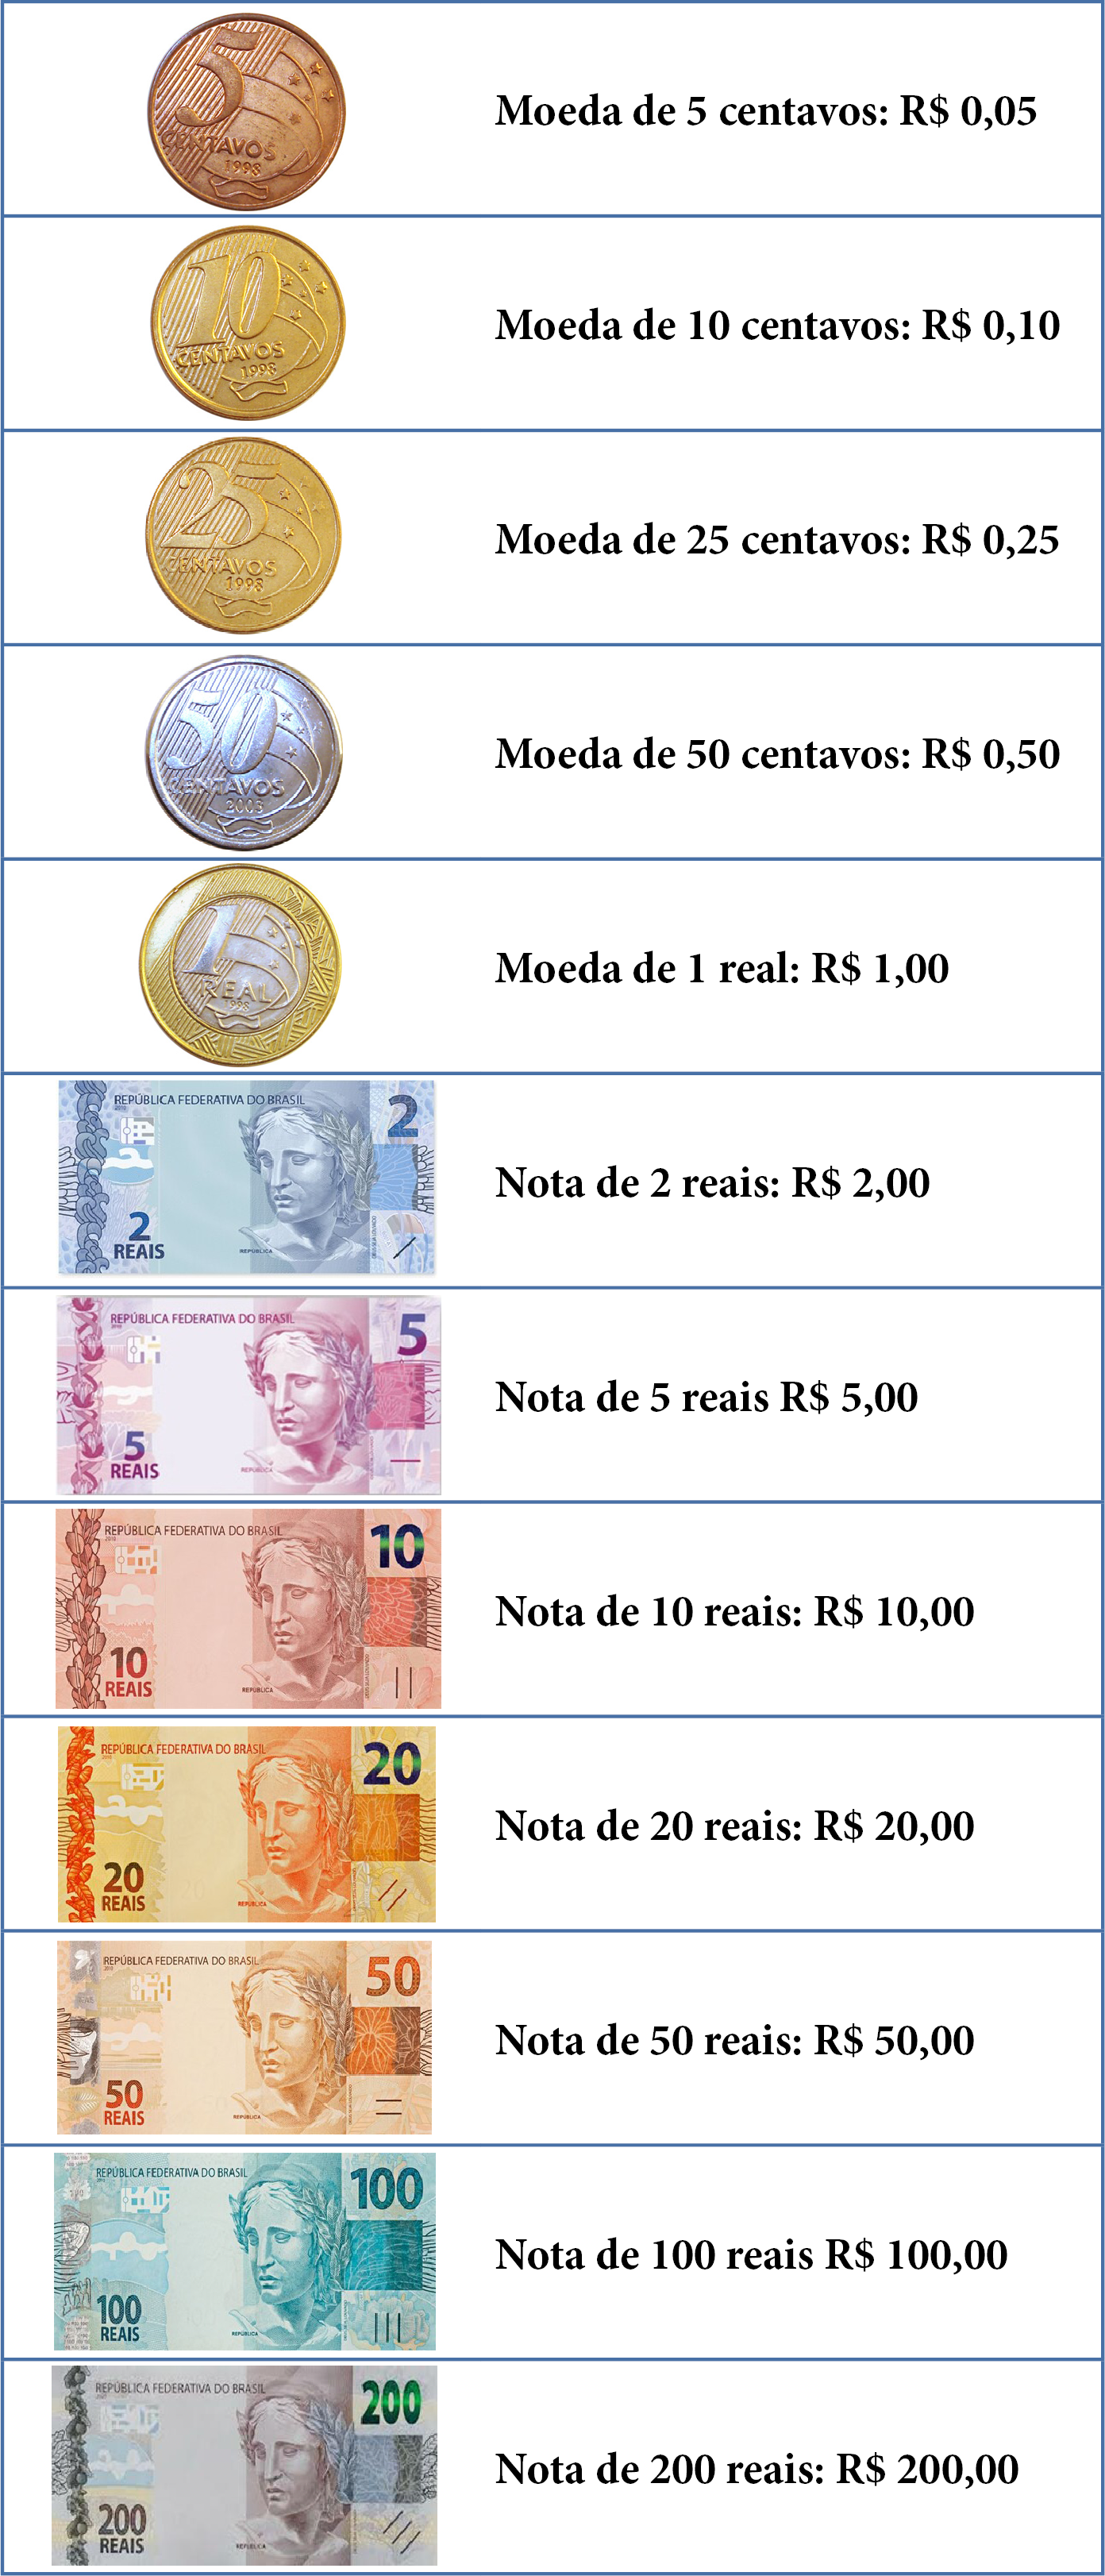 5
CENTAVOS
1998
Moeda de 5 centavos: R$ 0,05
10
CENTAVOS
1998
Moeda de 10 centavos: R$ 0,10
25
CENTAVOS
1998
Moeda de 25 centavos: R$ 0,25
50
CENTAVOS
2003
Moeda de 50 centavos: R$ 0,50
1
REAL
1998
Moeda de 1 real: R$ 1,00
REPÚBLICA FEDERATIVA DO BRASIL
2
2
REAIS
REPÚBLICA
Nota de 2 reais: R$ 2,00
REPÚBLICA FEDERATIVA DO BRASIL
5
5
REAIS
REPÚBLICA
Nota de 5 reais R$ 5,00
REPÚBLICA FEDERATIVA DO BRASIL
10
10
REAIS
REPÚBLICA
Nota de 10 reais: R$ 10,00
REPÚBLICA FEDERATIVA DO BRASIL
20
20
REAIS
REPÚBLICA
Nota de 20 reais: R$ 20,00
REPÚBLICA FEDERATIVA DO BRASIL
50
50
REAIS
REPÚBLICA
Nota de 50 reais: R$ 50,00
REPÚBLICA FEDERATIVA DO BRASIL
100
100
REAIS
REPÚBLICA
Nota de 100 reais R$ 100,00
REPÚBLICA FEDERATIVA DO BRASIL
200
200
REAIS
REPÚBLICA
Nota de 200 reais: R$ 200,00